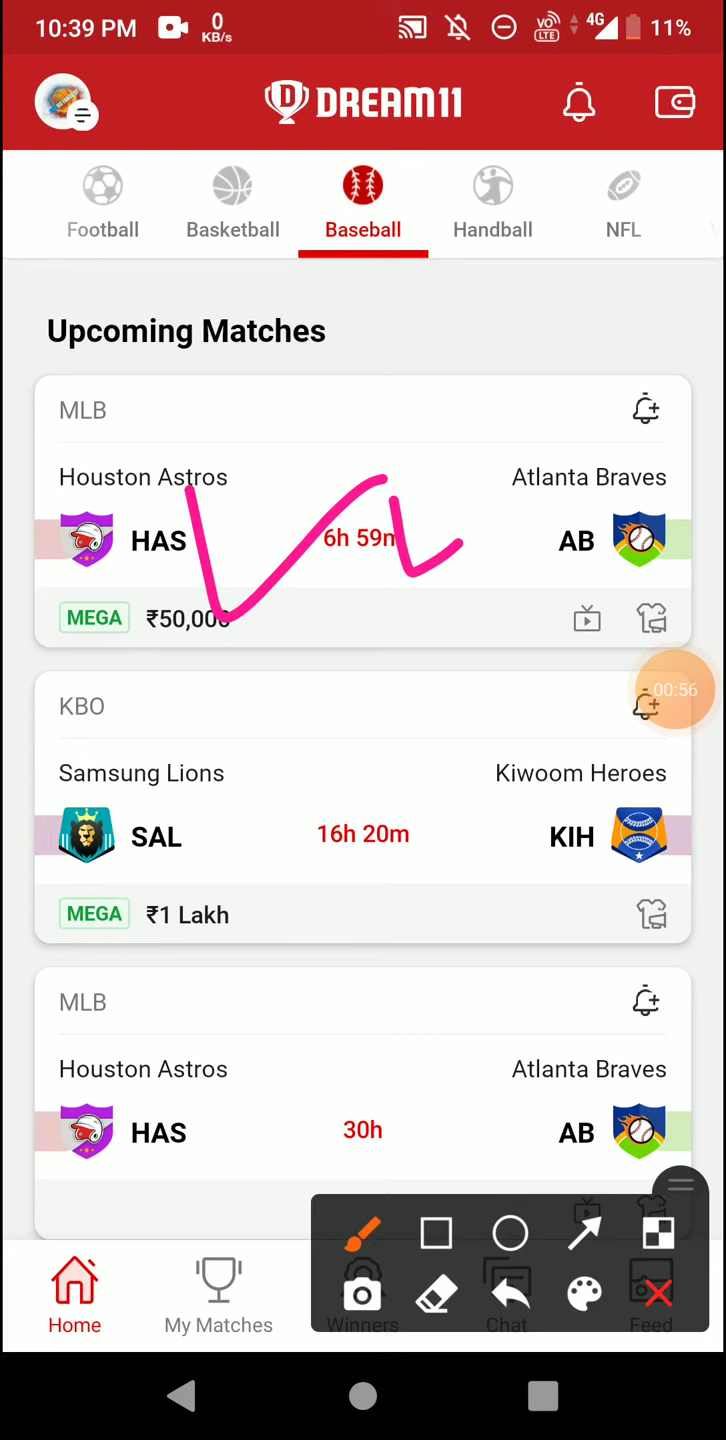 10:39 PM 0 KB/s VO)) LTE 4G 11%
DREAM11
Football Basketball Baseball Handball NFL
Upcoming Matches
MLB
Houston Astros Atlanta Braves
HAS 6h 59m AB
MEGA ₹50,000
00:56
KBO
Samsung Lions Kiwoom Heroes
SAL 16h 20m KIH
MEGA ₹1 Lakh
MLB
Houston Astros Atlanta Braves
HAS 30h AB
Home My Matches Winners Chat Feed